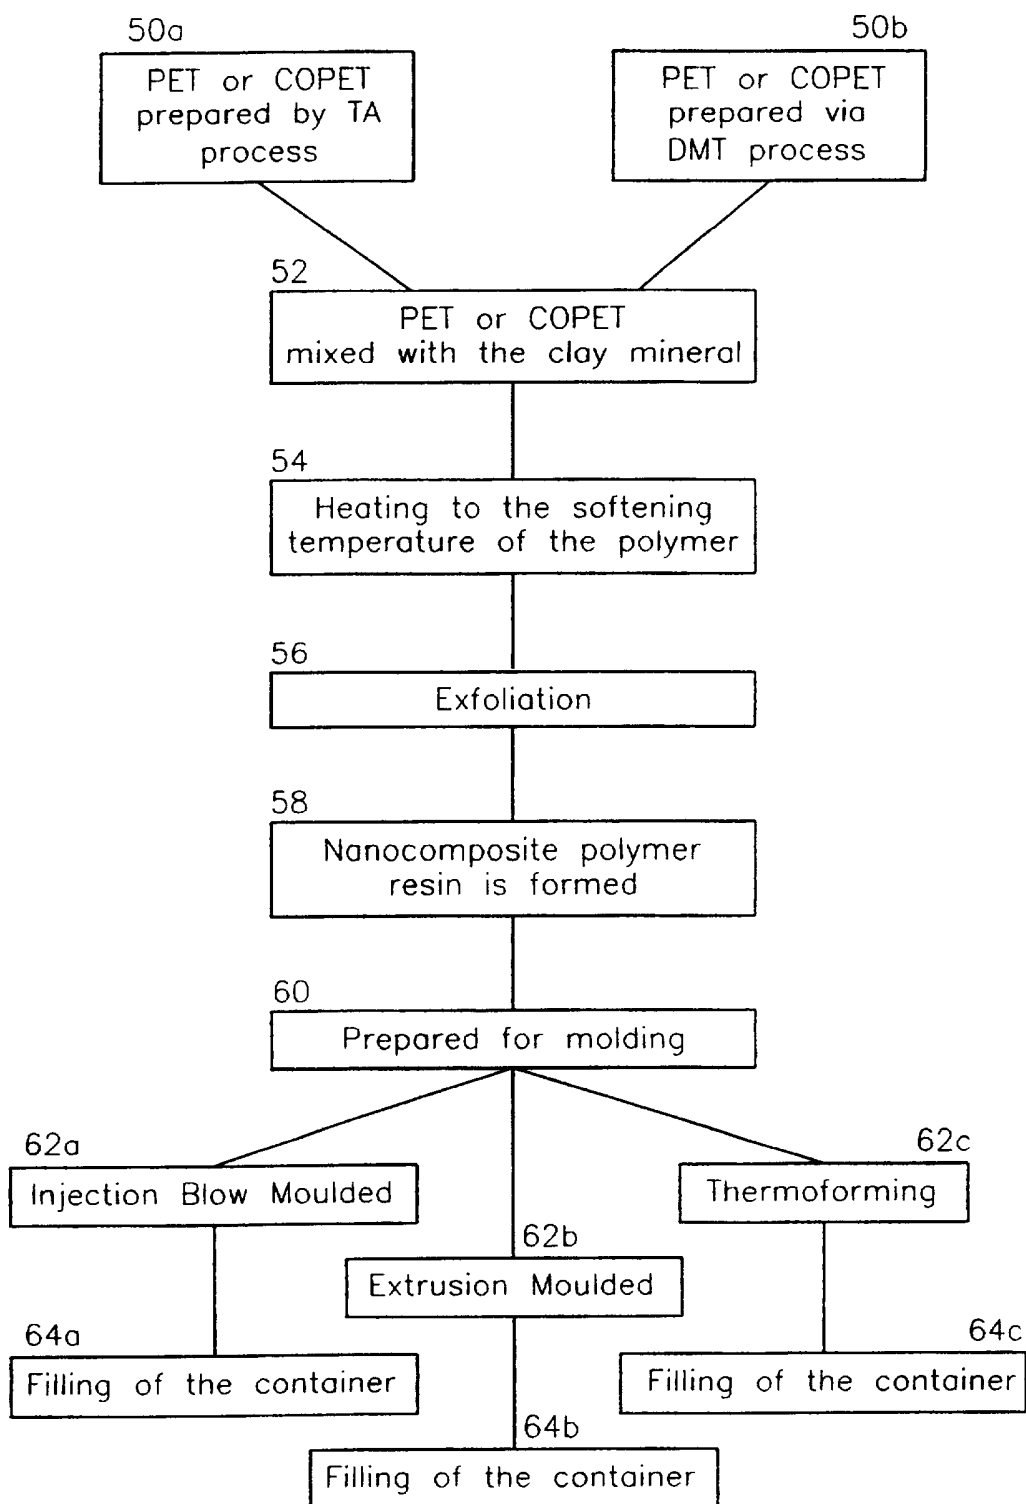 50a
PET or COPET
prepared by TA
process
50b
PET or COPET
prepared via
DMT process
52
PET or COPET
mixed with the clay mineral
54
Heating to the softening
temperature of the polymer
56
Exfoliation
58
Nanocomposite polymer
resin is formed
60
Prepared for molding
62a
Injection Blow Moulded
62b
Extrusion Moulded
62c
Thermoforming
64a
Filling of the container
64b
Filling of the container
64c
Filling of the container